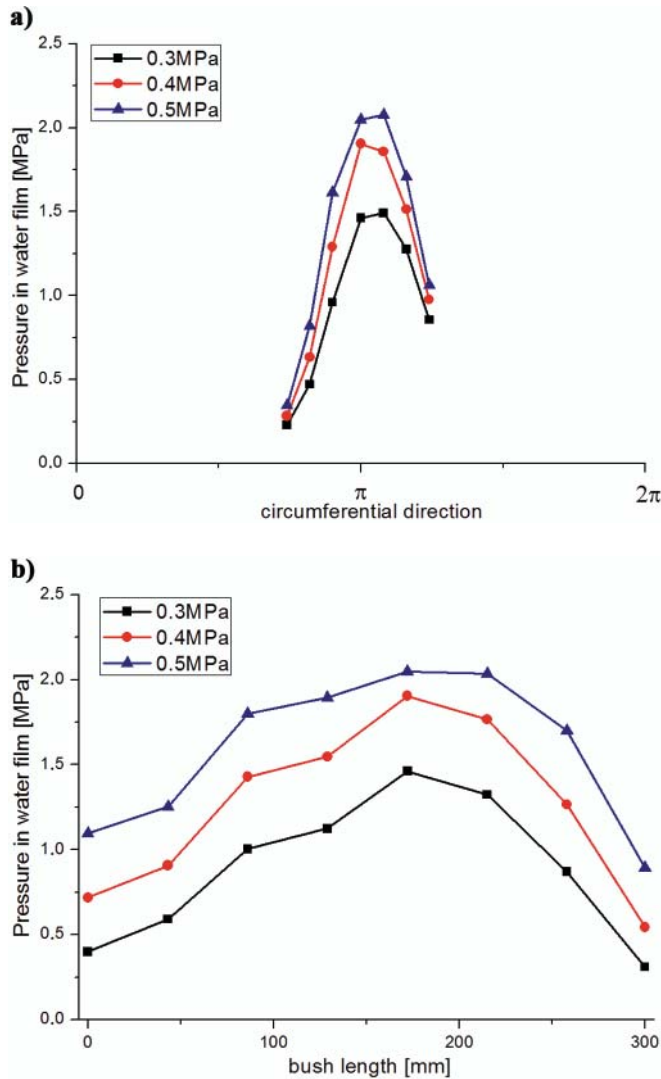 a)
2.5
0.3MPa
0.4MPa
0.5MPa
2.0
1.5
1.0
0.5
0.0
Pressure in water film [MPa]
0
π
2π
circumferential direction
b)
2.5
0.3MPa
0.4MPa
0.5MPa
2.0
1.5
1.0
0.5
0.0
Pressure in water film [MPa]
0
100
200
300
bush length [mm]